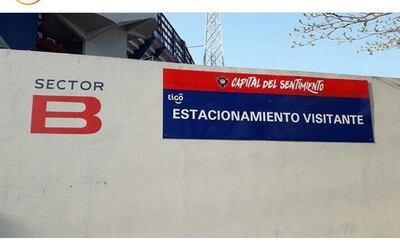 SECTOR
B
CAPITAL DEL SENTIMIENTO
tigo
ESTACIONAMIENTO VISITANTE